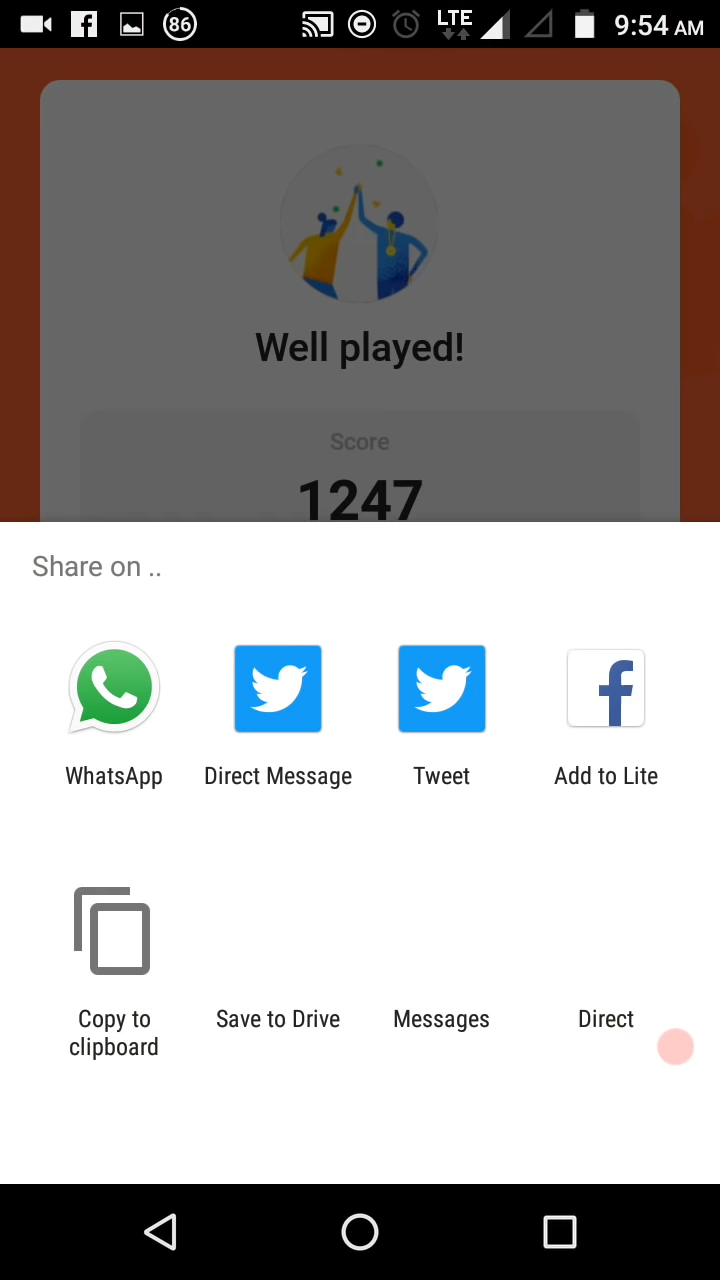 86
LTE
9:54 AM
Well played!
Score
1247
Share on ..
WhatsApp
Direct Message
Tweet
Add to Lite
Copy to
clipboard
Save to Drive
Messages
Direct